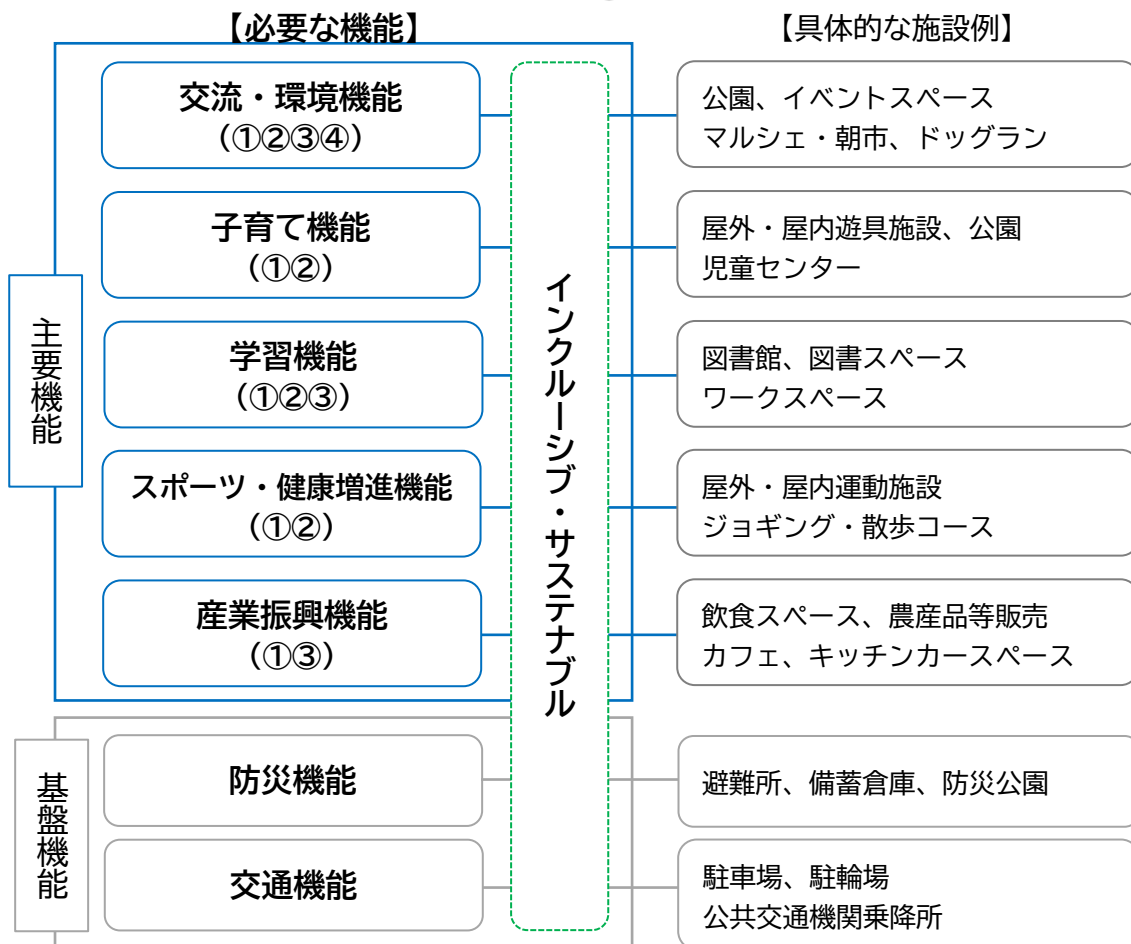 【必要な機能】
【具体的な施設例】
主要機能
交流・環境機能
（①②③④）
公園、イベントスペース
マルシェ・朝市、ドッグラン
子育て機能
（①②）
屋外・屋内遊具施設、公園
児童センター
学習機能
（①②③）
図書館、図書スペース
ワークスペース
スポーツ・健康増進機能
（①②）
屋外・屋内運動施設
ジョギング・散歩コース
産業振興機能
（①③）
飲食スペース、農産品等販売
カフェ、キッチンカースペース
インクルーシブ・サステナブル
基盤機能
防災機能
避難所、備蓄倉庫、防災公園
交通機能
駐車場、駐輪場
公共交通機関乗降所